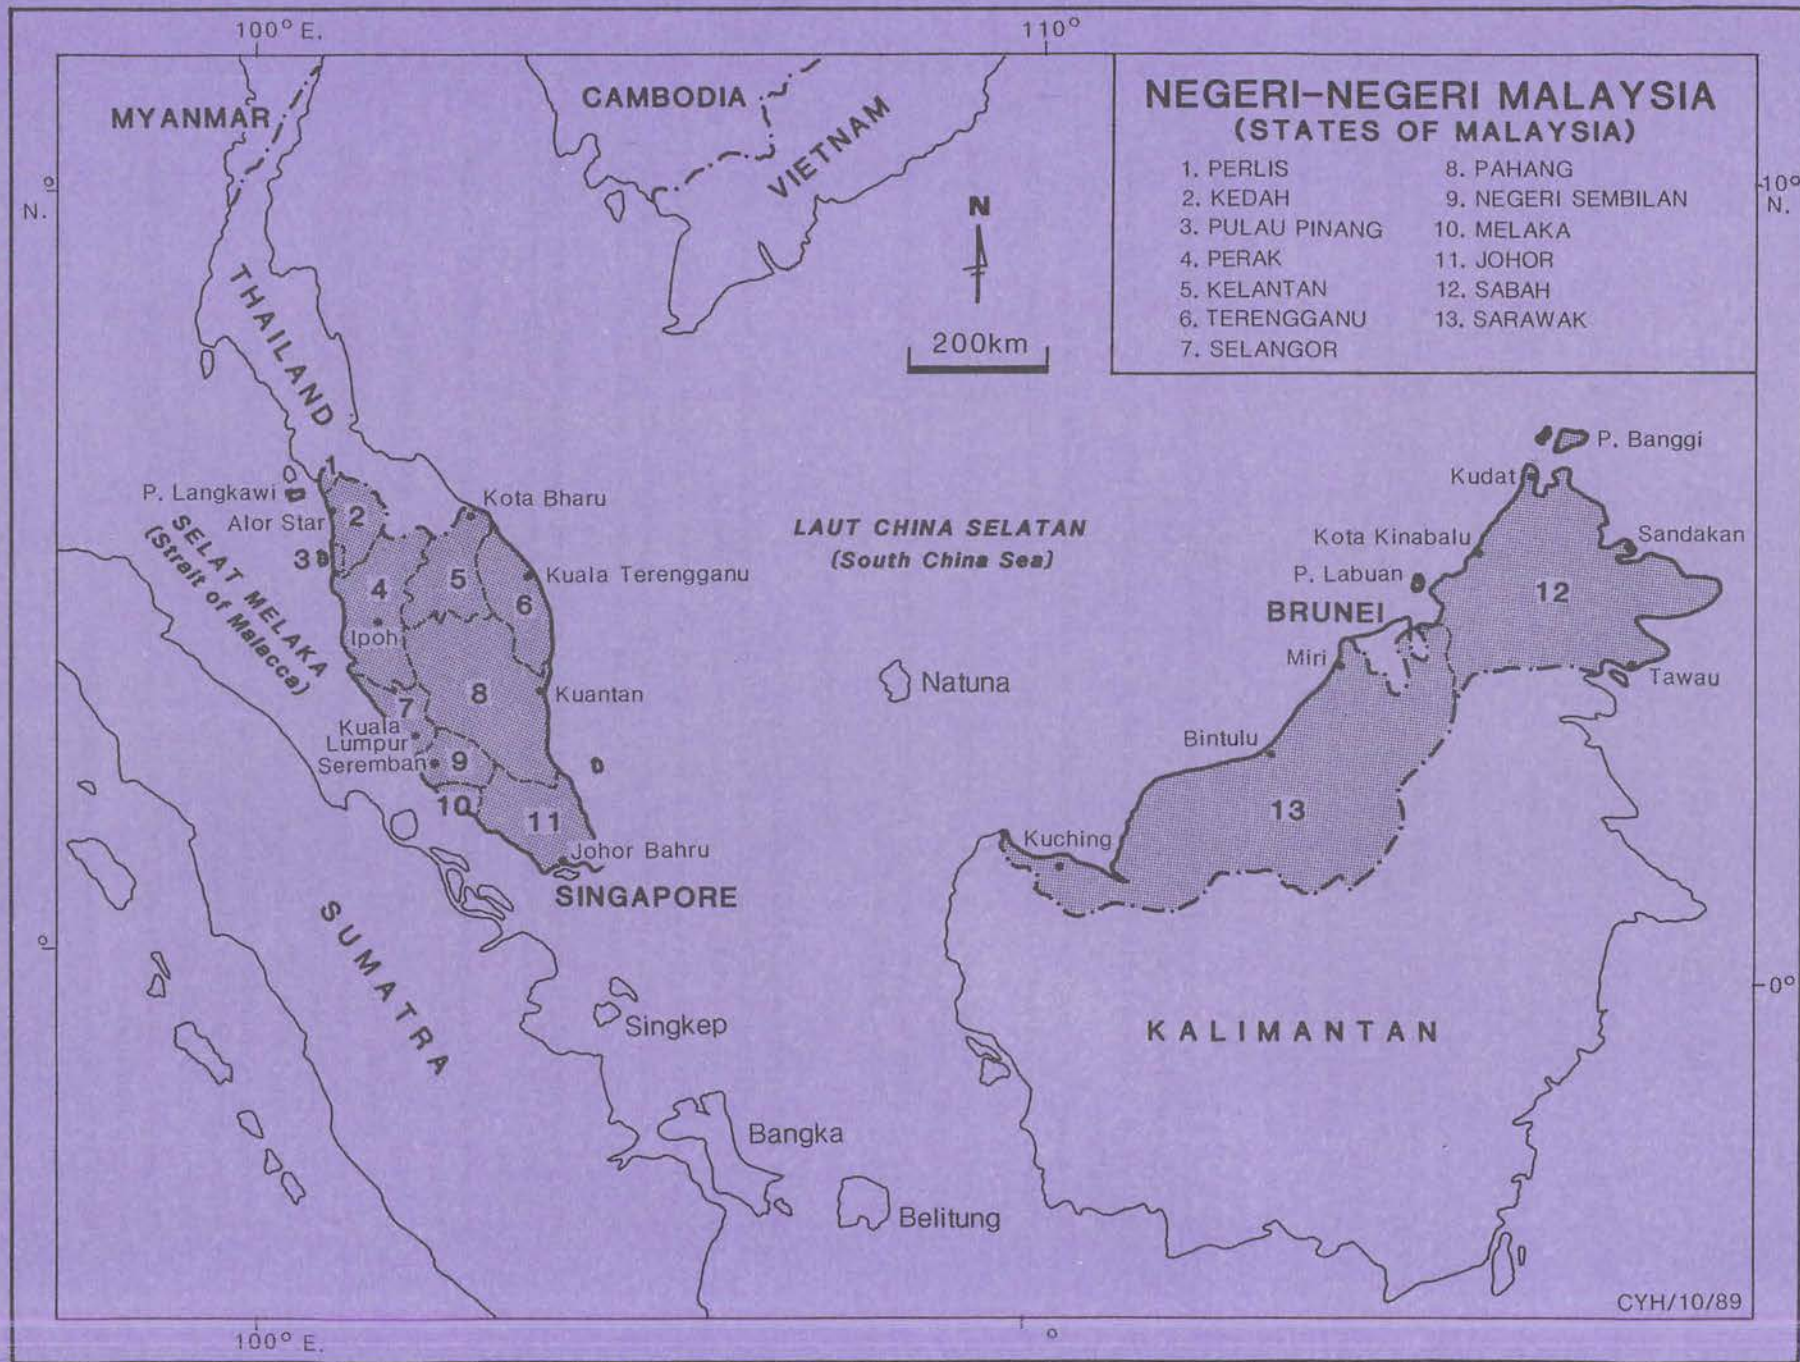 100° E.
110°
MYANMAR
CAMBODIA
VIETNAM
NEGERI-NEGERI MALAYSIA
(STATES OF MALAYSIA)
1. PERLIS
2. KEDAH
3. PULAU PINANG
4. PERAK
5. KELANTAN
6. TERENGGANU
7. SELANGOR
8. PAHANG
9. NEGERI SEMBILAN
10. MELAKA
11. JOHOR
12. SABAH
13. SARAWAK
°
N.
10°
N.
N
200km
THAILAND
P. Banggi
Kudat
1
P. Langkawi
Kota Bharu
2
Alor Star
SELAT MELAKA
(Strait of Malacca)
LAUT CHINA SELATAN
(South China Sea)
Kota Kinabalu
Sandakan
3
4
5
6
Kuala Terengganu
P. Labuan
12
BRUNEI
Ipoh
Miri
Tawau
Natuna
8
Kuantan
7
Kuala
Lumpur
Seremban
9
Bintulu
10
11
13
Johor Bahru
Kuching
SINGAPORE
SUMATRA
°
0°
Singkep
KALIMANTAN
Bangka
Belitung
CYH/10/89
100° E.
°